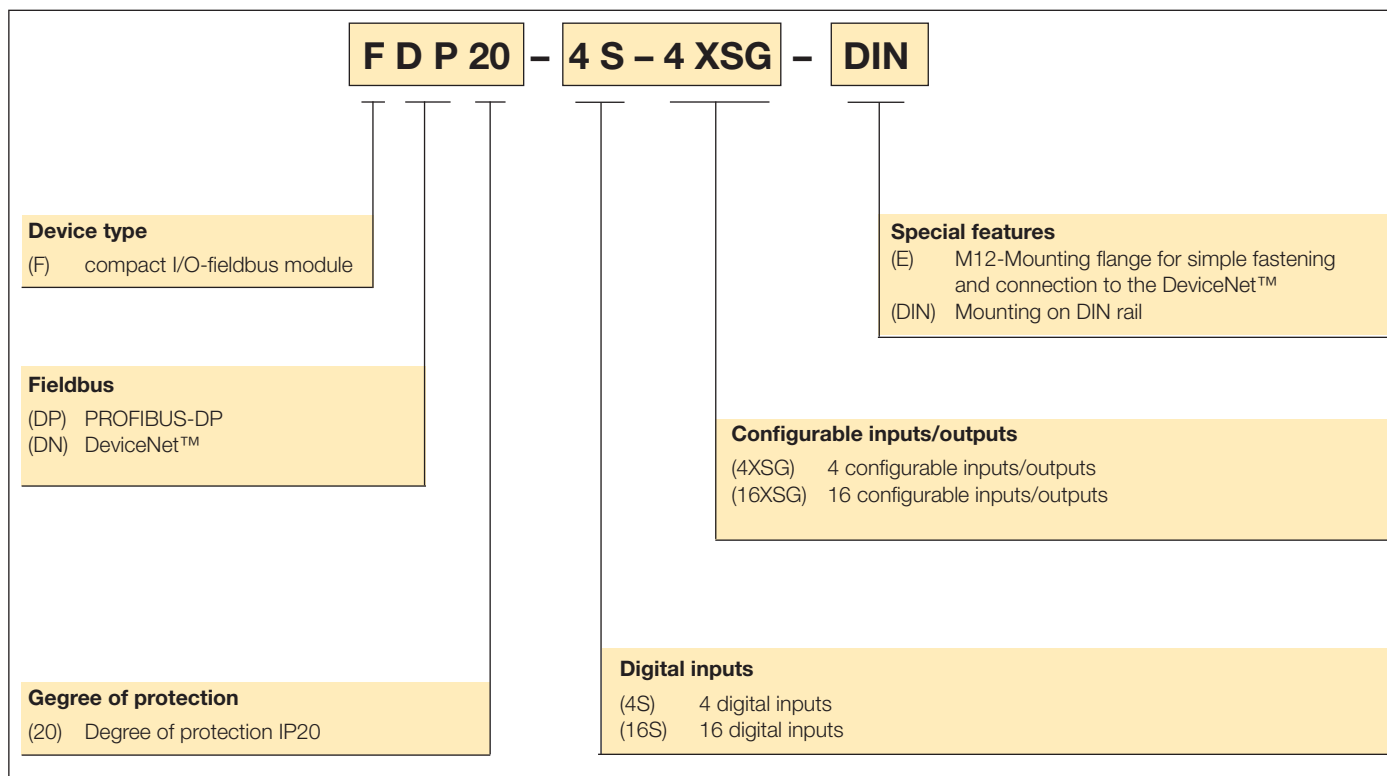 F D P 20 – 4 S – 4 XSG – DIN
Device type
(F) compact I/O-fieldbus module
Special features
(E) M12-Mounting flange for simple fastening
and connection to the DeviceNet™
(DIN) Mounting on DIN rail
Fieldbus
(DP) PROFIBUS-DP
(DN) DeviceNet™
Configurable inputs/outputs
(4XSG) 4 configurable inputs/outputs
(16XSG) 16 configurable inputs/outputs
Gegree of protection
(20) Degree of protection IP20
Digital inputs
(4S) 4 digital inputs
(16S) 16 digital inputs